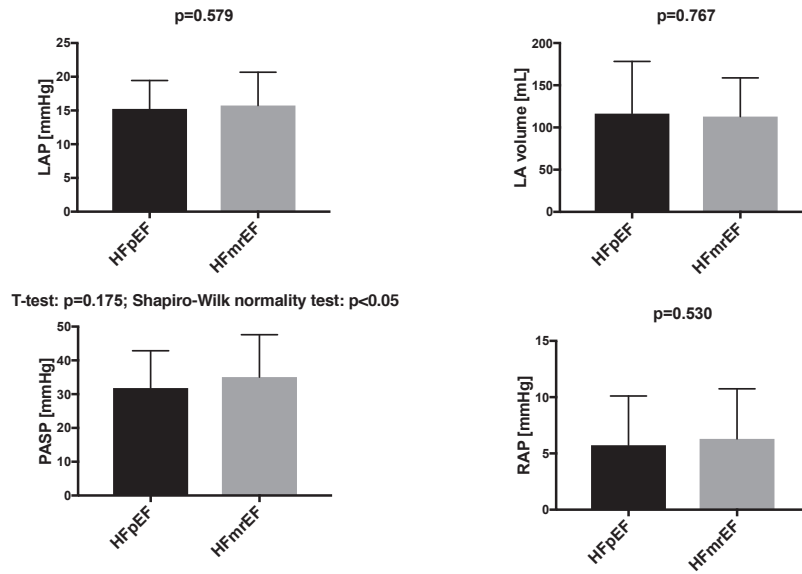 p=0.579
LAP [mmHg]
25
20
15
10
5
0
HFpEF
HFmrEF
p=0.767
LA volume [mL]
200
150
100
50
0
HFpEF
HFmrEF
T-test: p=0.175; Shapiro-Wilk normality test: p<0.05
PASP [mmHg]
50
40
30
20
10
0
HFpEF
HFmrEF
p=0.530
RAP [mmHg]
15
10
5
0
HFpEF
HFmrEF